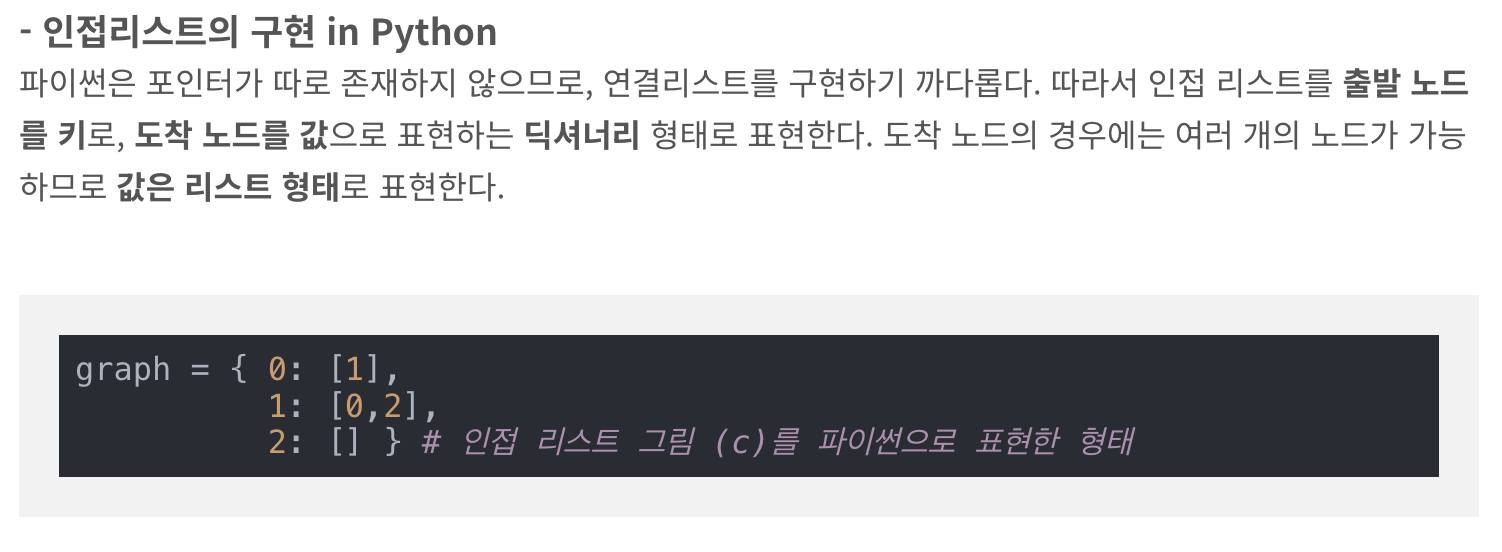 - 인접리스트의 구현 in Python
파이썬은 포인터가 따로 존재하지 않으므로, 연결리스트를 구현하기 까다롭다. 따라서 인접 리스트를 출발 노드
를 키로, 도착 노드를 값으로 표현하는 딕셔너리 형태로 표현한다. 도착 노드의 경우에는 여러 개의 노드가 가능
하므로 값은 리스트 형태로 표현한다.
graph = { 0: [1],
          1: [0,2],
          2: [] } # 인접 리스트 그림 (c)를 파이썬으로 표현한 형태